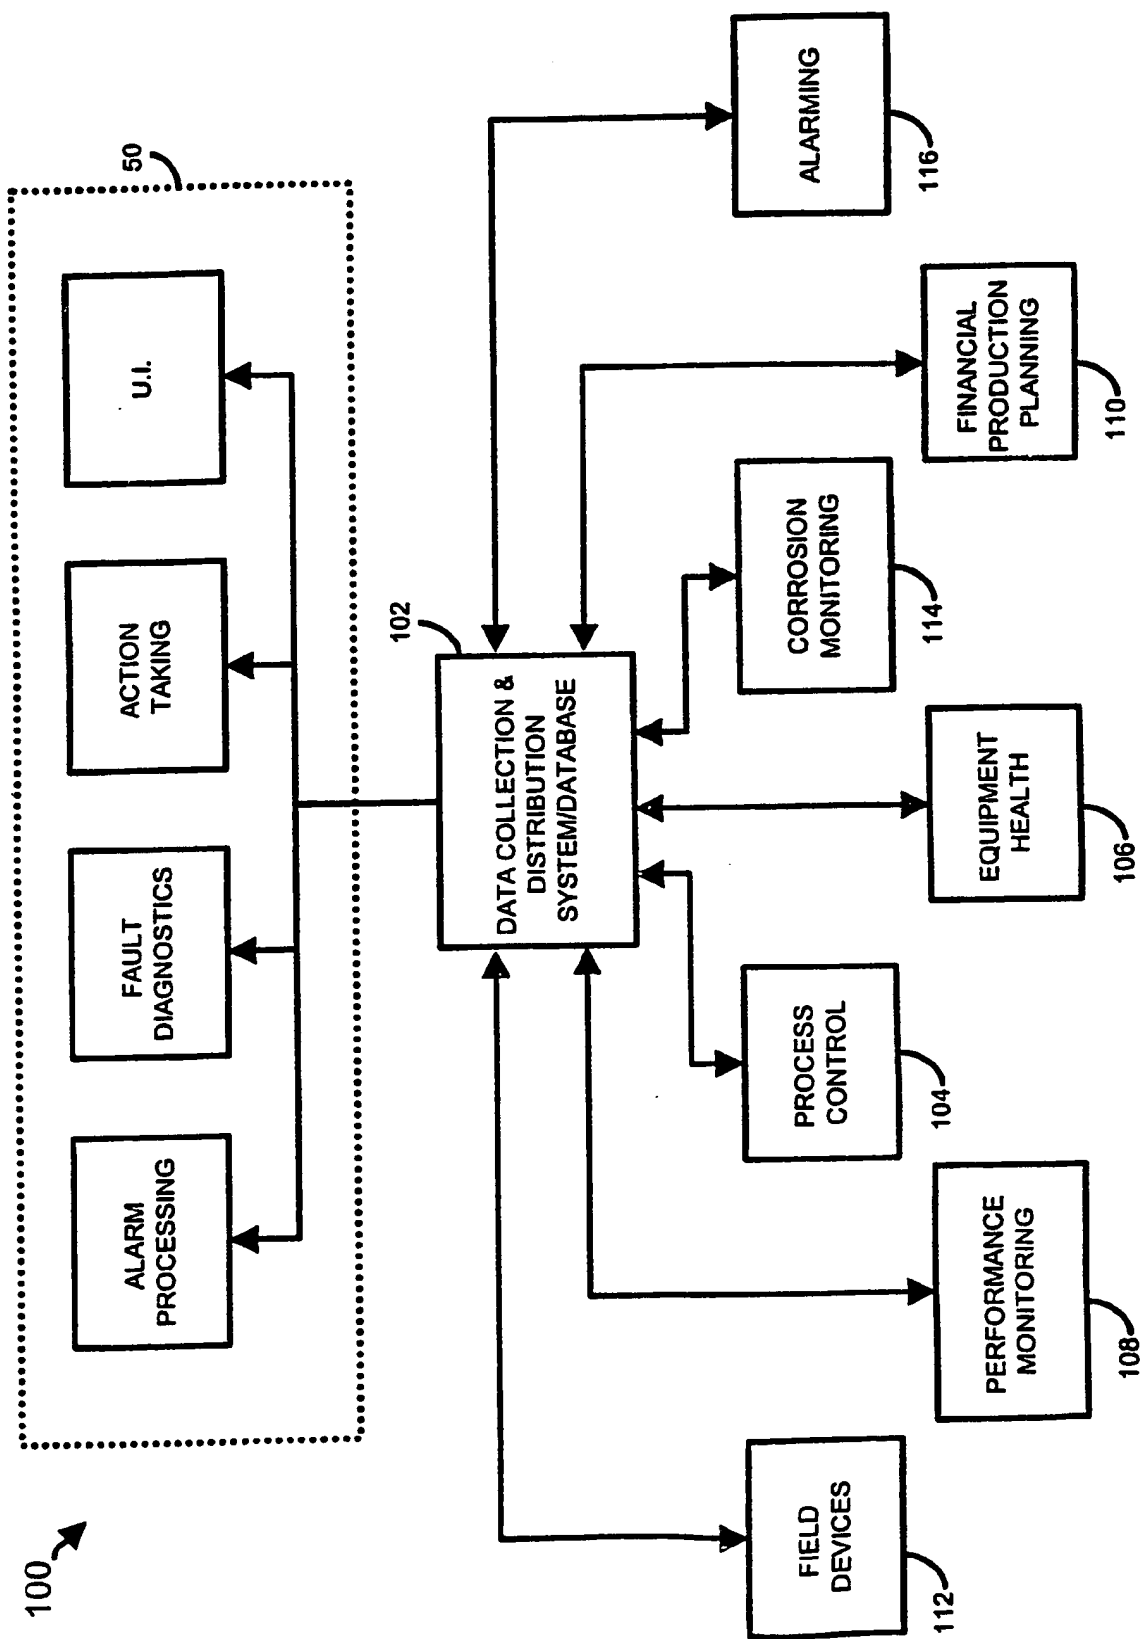 100
50
ALARM
PROCESSING
FAULT
DIAGNOSTICS
ACTION
TAKING
U.I.
102
DATA COLLECTION &
DISTRIBUTION
SYSTEM/DATABASE
FIELD
DEVICES
112
PERFORMANCE
MONITORING
108
PROCESS
CONTROL
104
EQUIPMENT
HEALTH
106
CORROSION
MONITORING
114
FINANCIAL
PRODUCTION
PLANNING
110
ALARMING
116